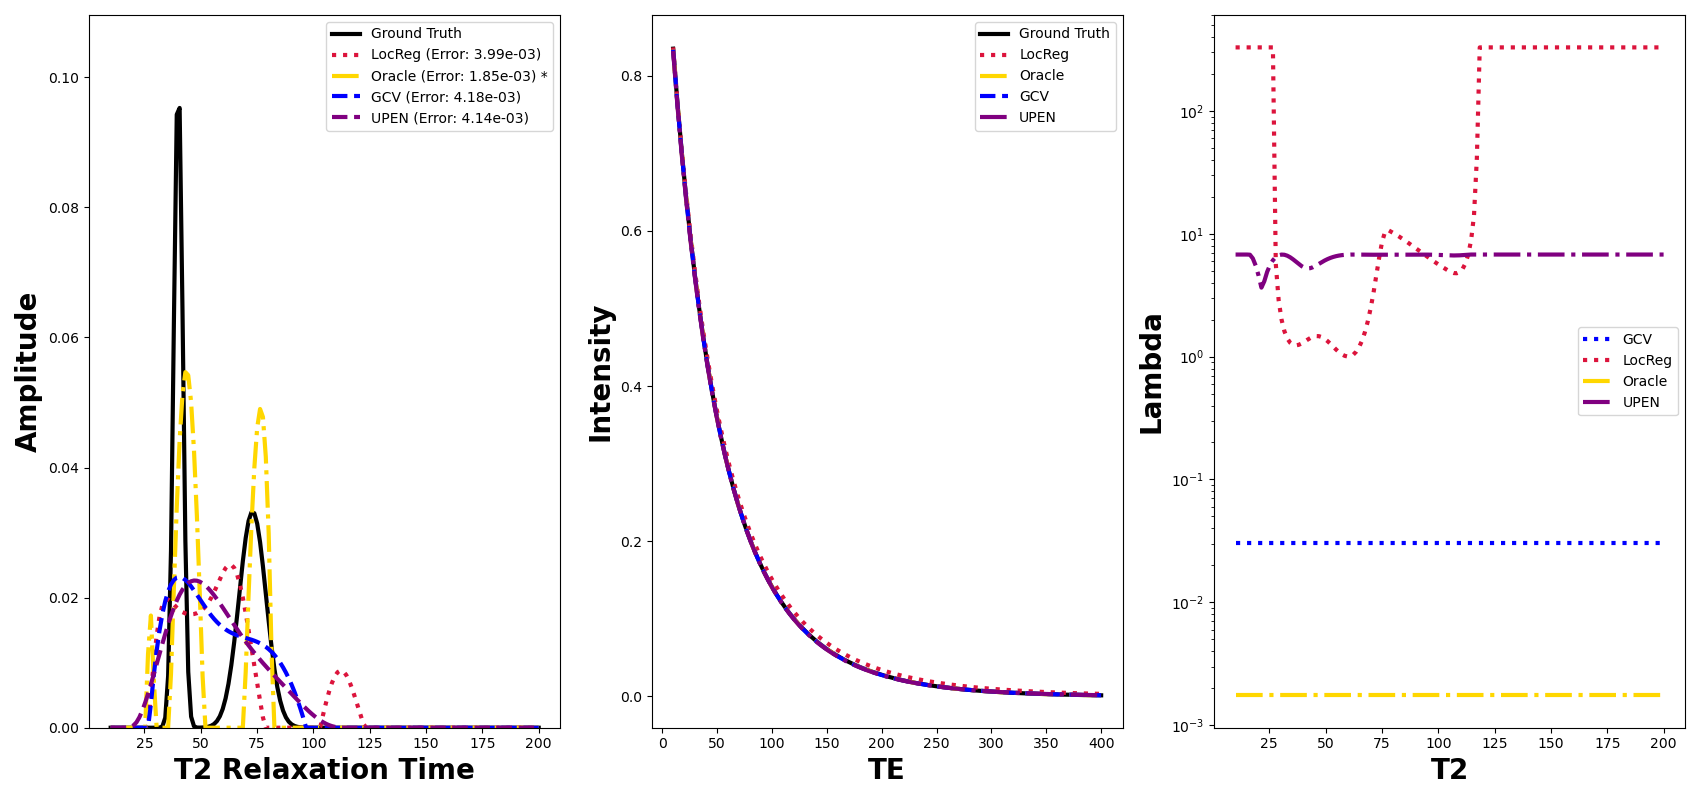 Amplitude
0.10
0.08
0.06
0.04
0.02
0.00
Ground Truth
LocReg (Error: 3.99e-03)
Oracle (Error: 1.85e-03) *
GCV (Error: 4.18e-03)
UPEN (Error: 4.14e-03)
25 50 75 100 125 150 175 200
T2 Relaxation Time
Intensity
0.8
0.6
0.4
0.2
0.0
Ground Truth
LocReg
Oracle
GCV
UPEN
0 50 100 150 200 250 300 350 400
TE
Lambda
10²
10¹
10⁰
10⁻¹
10⁻²
10⁻³
GCV
LocReg
Oracle
UPEN
25 50 75 100 125 150 175 200
T2